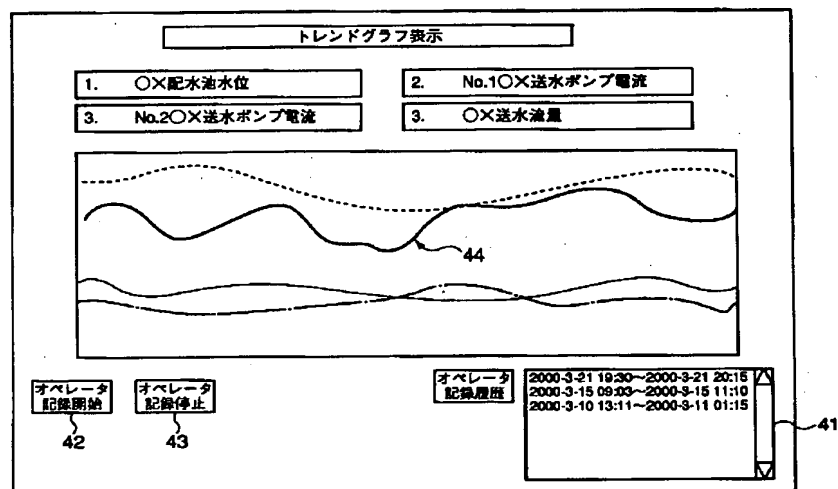 トレンドグラフ表示
1. ○×配水池水位
2. No.1○×送水ポンプ電流
3. No.2○×送水ポンプ電流
3. ○×送水流量
44
オペレータ
記録開始
42
オペレータ
記録停止
43
オペレータ
記録履歴
2000-3-21 19:30～2000-3-21 20:15
2000-3-15 09:03～2000-3-15 11:10
2000-3-10 13:11～2000-3-11 01:15
41